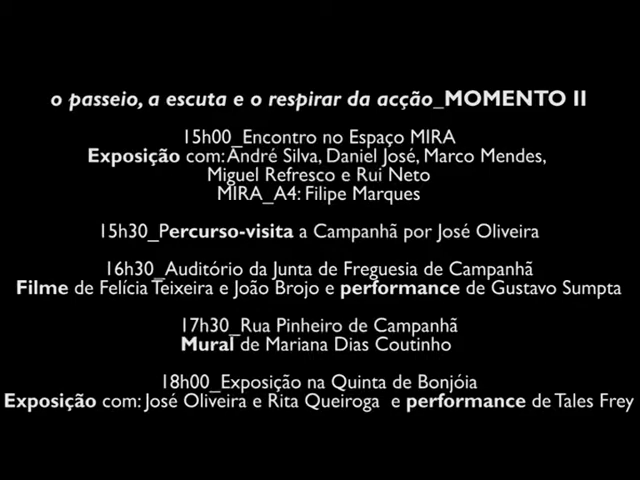 o passeio, a escuta e o respirar da acção_MOMENTO II
15h00_Encontro no Espaço MIRA
Exposição com: André Silva, Daniel José, Marco Mendes,
Miguel Refresco e Rui Neto
MIRA_A4: Filipe Marques
15h30_Percurso-visita a Campanhã por José Oliveira
16h30_Auditório da Junta de Freguesia de Campanhã
Filme de Felícia Teixeira e João Brojo e performance de Gustavo Sumpta
17h30_Rua Pinheiro de Campanhã
Mural de Mariana Dias Coutinho
18h00_Exposição na Quinta de Bonjóia
Exposição com: José Oliveira e Rita Queiroga e performance de Tales Frey